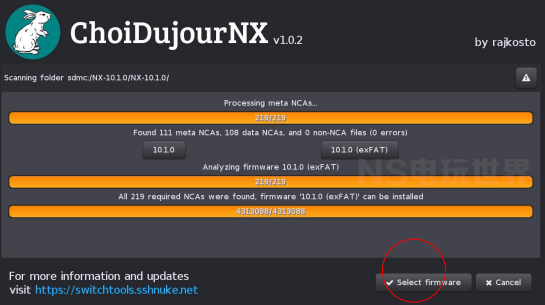 ChoiDujourNX v1.0.2
by rajkosto
Scanning folder sdmc:/NX-10.1.0/NX-10.1.0/
Processing meta NCAs...
219/219
Found 111 meta NCAs, 108 data NCAs, and 0 non-NCA files (0 errors)
10.1.0 10.1.0 (exFAT)
Analyzing firmware 10.1.0 (exFAT)
219/219
NS电玩世界
All 219 required NCAs were found, firmware '10.1.0 (exFAT)' can be installed
4313088/4313088
For more information and updates
visit https://switchtools.sshnuke.net
Select firmware Cancel